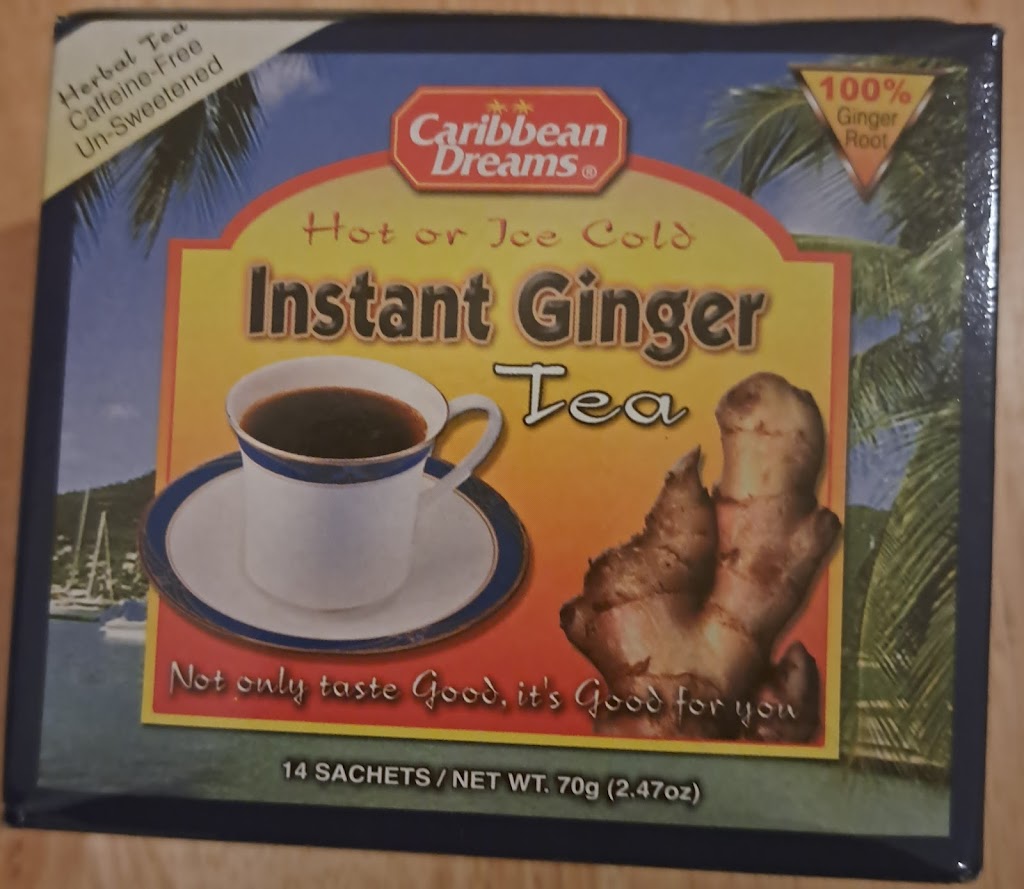 Herbal Tea
Caffeine-Free
Un-Sweetened
100%
Ginger
Root
Caribbean
Dreams®
Hot or Ice Cold
Instant Ginger
Tea
Not only taste Good, it's Good for you
14 SACHETS / NET WT. 70g (2.47oz)